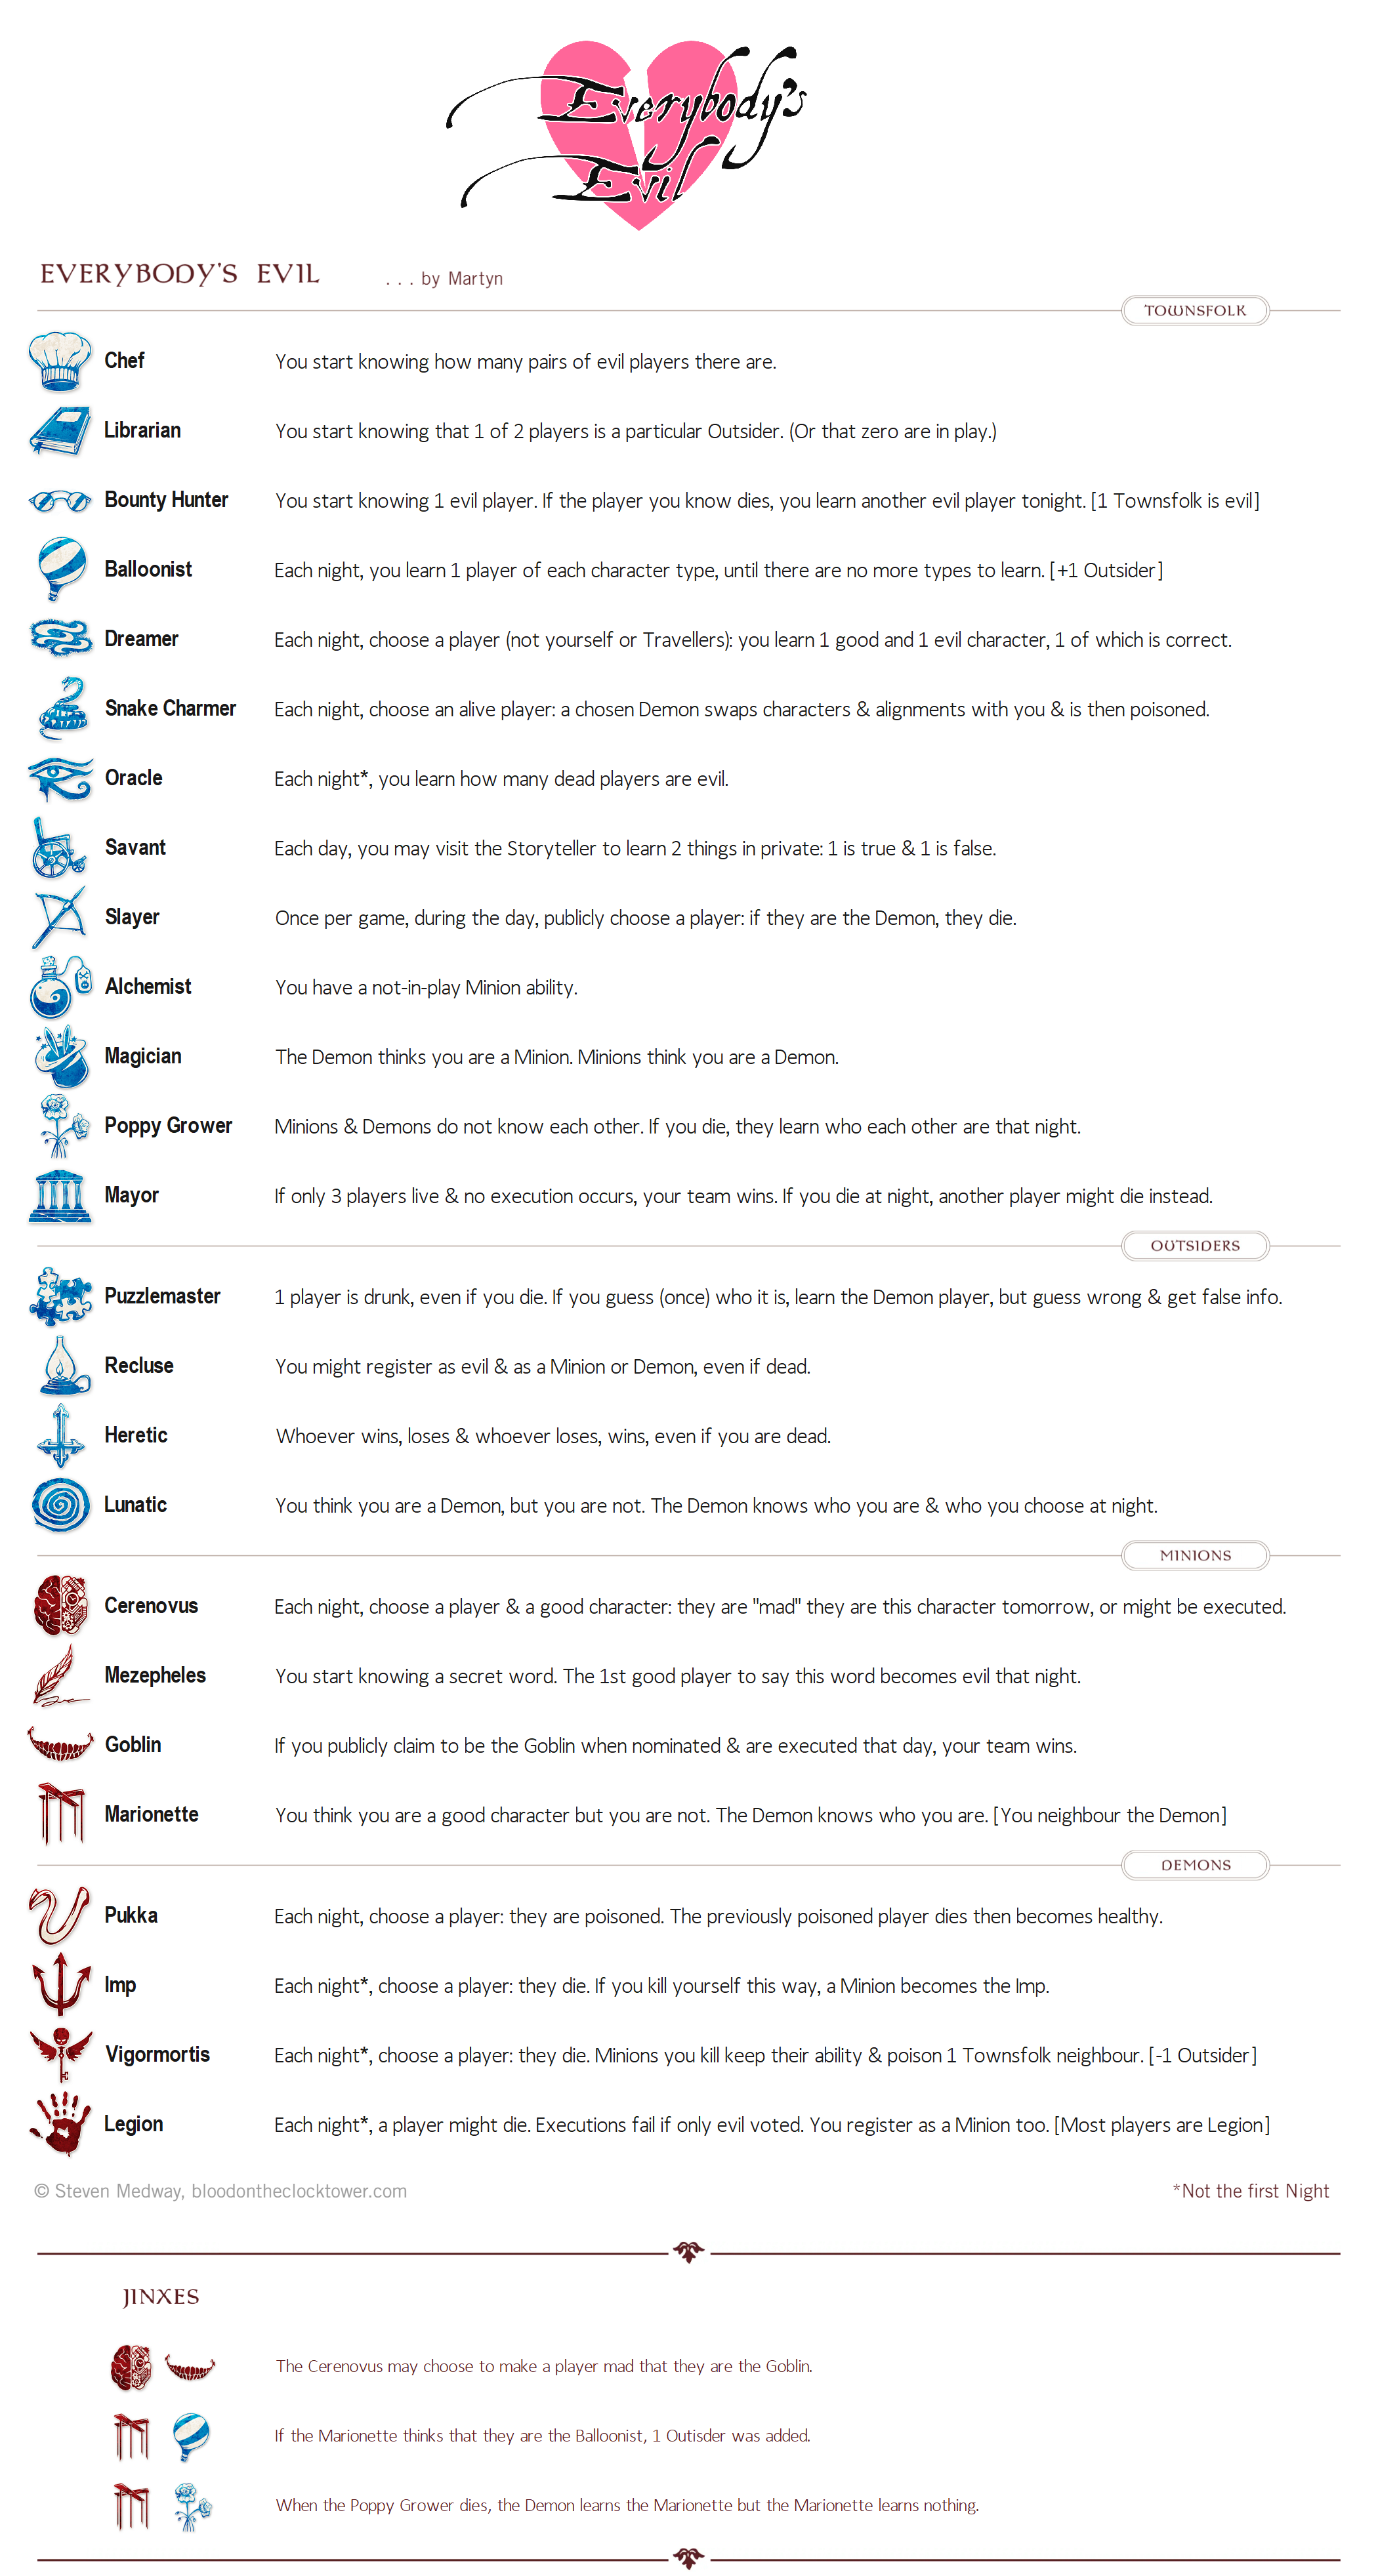 Everybody's
Evil
EVERYBODY'S EVIL . . . by Martyn
TOWNSFOLK
Chef You start knowing how many pairs of evil players there are.
Librarian You start knowing that 1 of 2 players is a particular Outsider. (Or that zero are in play.)
Bounty Hunter You start knowing 1 evil player. If the player you know dies, you learn another evil player tonight. [1 Townsfolk is evil]
Balloonist Each night, you learn 1 player of each character type, until there are no more types to learn. [+1 Outsider]
Dreamer Each night, choose a player (not yourself or Travellers): you learn 1 good and 1 evil character, 1 of which is correct.
Snake Charmer Each night, choose an alive player: a chosen Demon swaps characters & alignments with you & is then poisoned.
Oracle Each night*, you learn how many dead players are evil.
Savant Each day, you may visit the Storyteller to learn 2 things in private: 1 is true & 1 is false.
Slayer Once per game, during the day, publicly choose a player: if they are the Demon, they die.
Alchemist You have a not-in-play Minion ability.
Magician The Demon thinks you are a Minion. Minions think you are a Demon.
Poppy Grower Minions & Demons do not know each other. If you die, they learn who each other are that night.
Mayor If only 3 players live & no execution occurs, your team wins. If you die at night, another player might die instead.
OUTSIDERS
Puzzlemaster 1 player is drunk, even if you die. If you guess (once) who it is, learn the Demon player, but guess wrong & get false info.
Recluse You might register as evil & as a Minion or Demon, even if dead.
Heretic Whoever wins, loses & whoever loses, wins, even if you are dead.
Lunatic You think you are a Demon, but you are not. The Demon knows who you are & who you choose at night.
MINIONS
Cerenovus Each night, choose a player & a good character: they are "mad" they are this character tomorrow, or might be executed.
Mezepheles You start knowing a secret word. The 1st good player to say this word becomes evil that night.
Goblin If you publicly claim to be the Goblin when nominated & are executed that day, your team wins.
Marionette You think you are a good character but you are not. The Demon knows who you are. [You neighbour the Demon]
DEMONS
Pukka Each night, choose a player: they are poisoned. The previously poisoned player dies then becomes healthy.
Imp Each night*, choose a player: they die. If you kill yourself this way, a Minion becomes the Imp.
Vigormortis Each night*, choose a player: they die. Minions you kill keep their ability & poison 1 Townsfolk neighbour. [-1 Outsider]
Legion Each night*, a player might die. Executions fail if only evil voted. You register as a Minion too. [Most players are Legion]
© Steven Medway, bloodontheclocktower.com *Not the first Night
JINXES
The Cerenovus may choose to make a player mad that they are the Goblin.
If the Marionette thinks that they are the Balloonist, 1 Outisder was added.
When the Poppy Grower dies, the Demon learns the Marionette but the Marionette learns nothing.